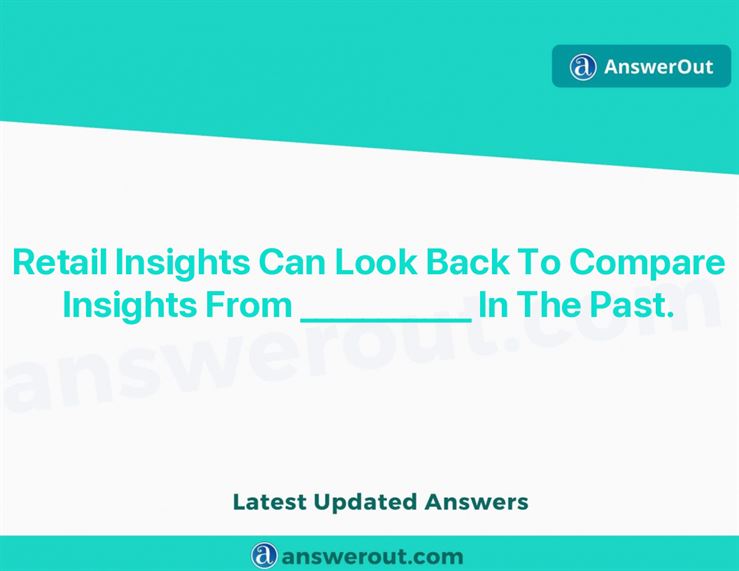 AnswerOut
Retail Insights Can Look Back To Compare
Insights From __________ In The Past.
answerout.com
Latest Updated Answers
answerout.com